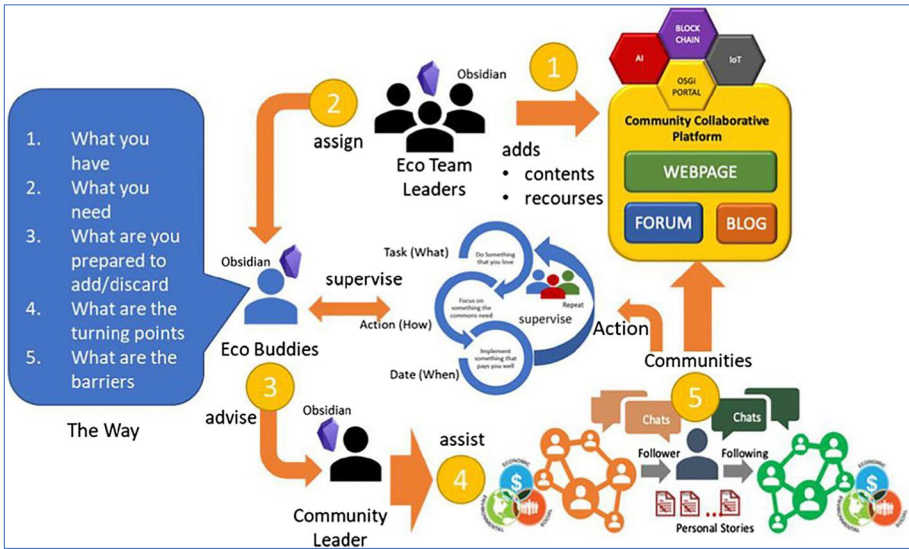 1. What you
have
2. What you
need
3. What are you
prepared to
add/discard
4. What are the
turning points
5. What are the
barriers
The Way
2
assign
Obsidian
Eco Team
Leaders
1
adds
• contents
• recourses
BLOCK
CHAIN
AI
IoT
OSGi
PORTAL
Community Collaborative
Platform
WEBPAGE
FORUM
BLOG
Obsidian
Eco Buddies
supervise
Task (What)
Do Something
that you love
Focus on
something the
commons need
Action (How)
Implement
something that
pays you well
Date (When)
Repeat
supervise
Action
Communities
3
advise
Obsidian
Community
Leader
assist
4
5
Chats
Chats
Follower
Following
Personal Stories
ECONOMIC
$
ENVIRONMENTAL
SOCIAL
ECONOMIC
$
ENVIRONMENTAL
SOCIAL